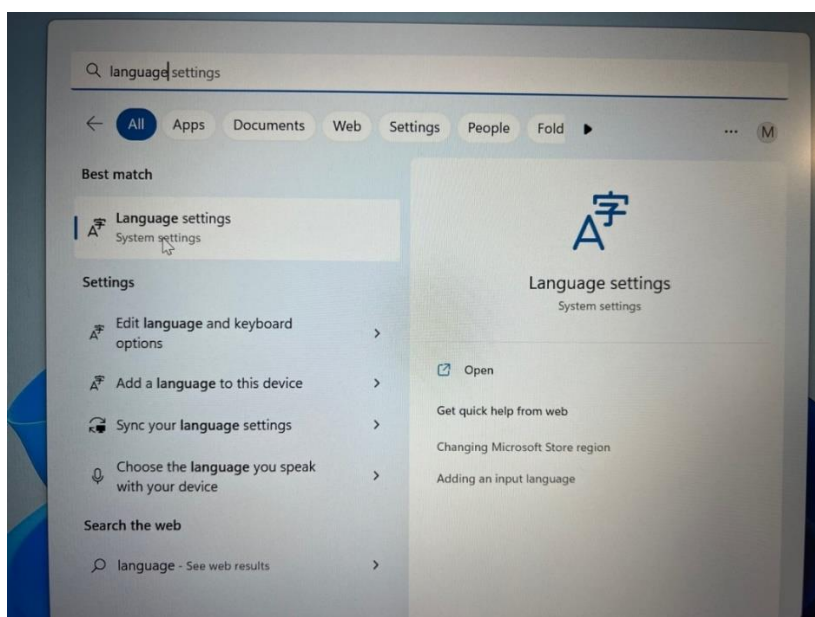 language settings
All Apps Documents Web Settings People Fold ... M
Best match
Language settings
System settings
Settings
Edit language and keyboard
options
Add a language to this device
Sync your language settings
Choose the language you speak
with your device
Search the web
language - See web results
A字
Language settings
System settings
Open
Get quick help from web
Changing Microsoft Store region
Adding an input language